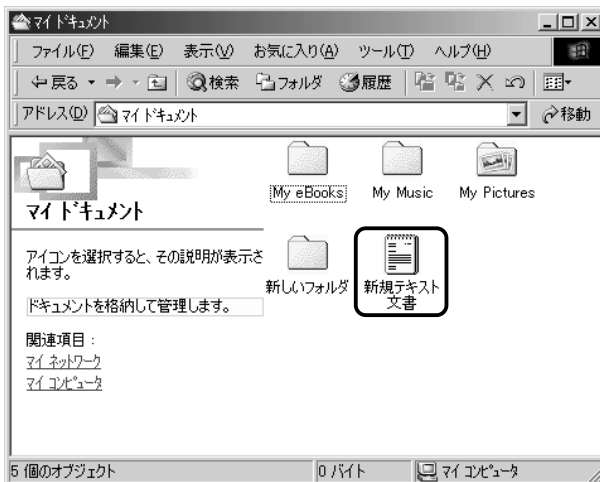 マイ ドキュメント
ファイル(F) 編集(E) 表示(V) お気に入り(A) ツール(T) ヘルプ(H)
戻る 検索 フォルダ 履歴
アドレス(D) マイ ドキュメント 移動
マイ ドキュメント
アイコンを選択すると、その説明が表示さ
れます。
ドキュメントを格納して管理します。
関連項目：
マイ ネットワーク
マイ コンピュータ
My eBooks My Music My Pictures
新しいフォルダ 新規テキスト
文書
5 個のオブジェクト 0 バイト マイ コンピュータ